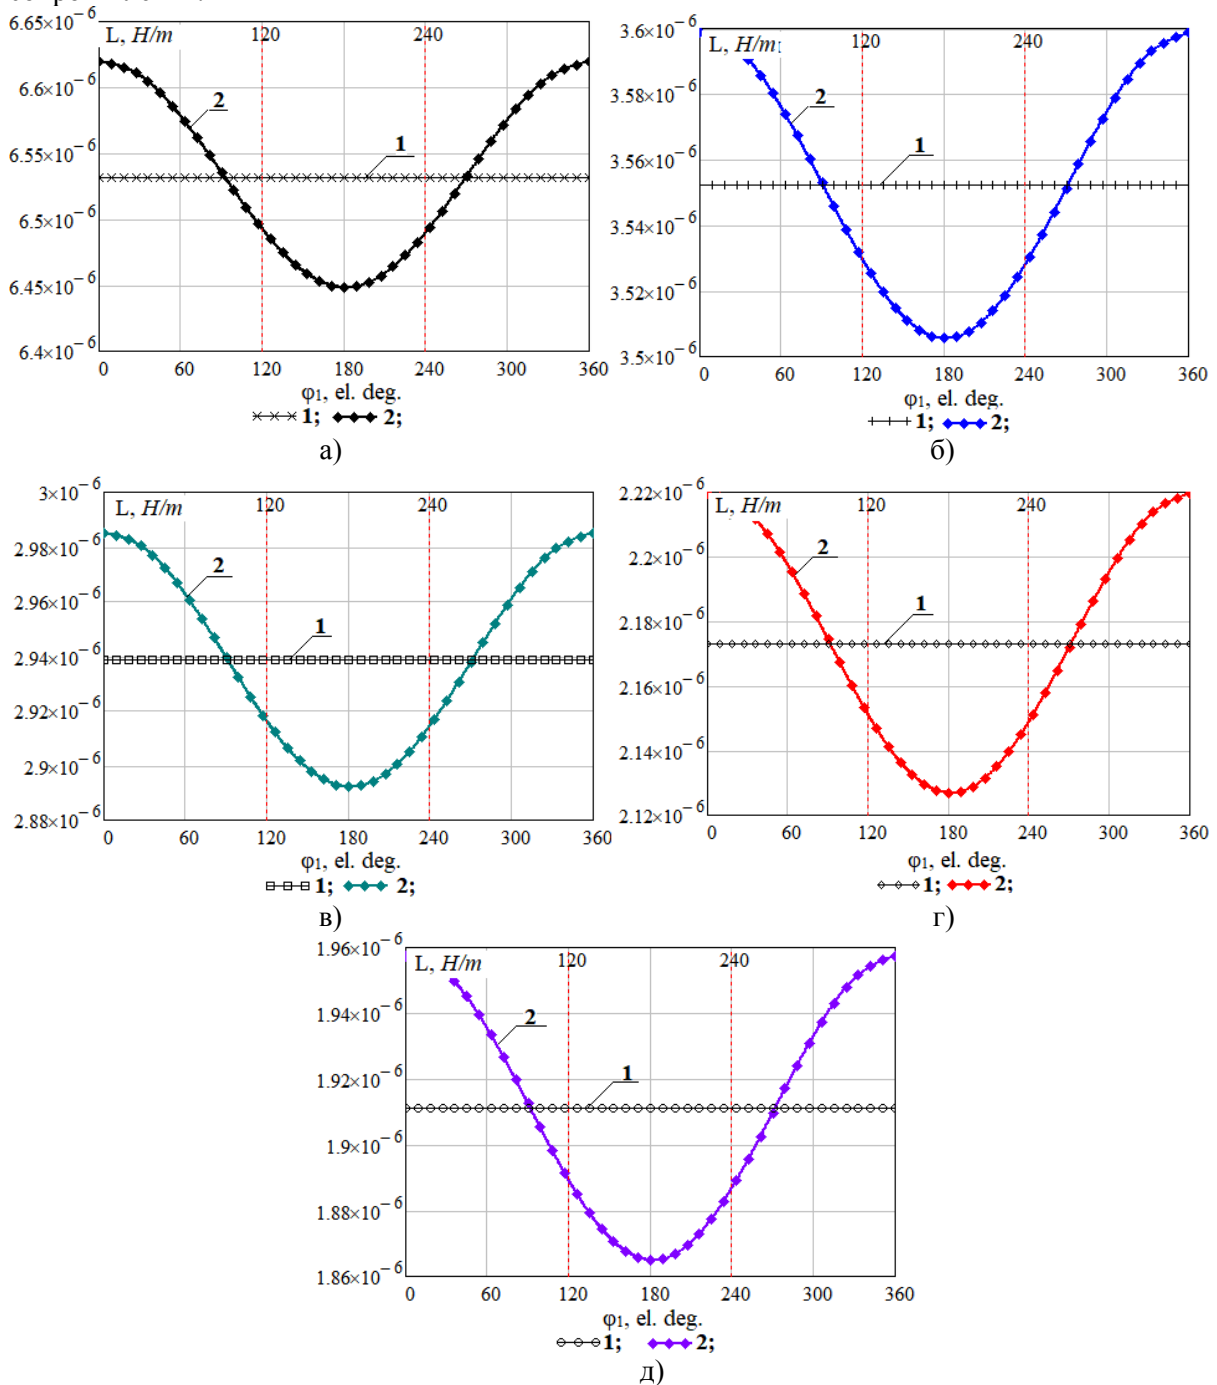 6.65×10⁻⁶
L, H/m
120
240
6.6×10⁻⁶
2
1
6.55×10⁻⁶
6.5×10⁻⁶
6.45×10⁻⁶
6.4×10⁻⁶
0 60 120 180 240 300 360
φ₁, el. deg.
1; 2;
а)
3.6×10⁻⁶
L, H/m
120
240
3.58×10⁻⁶
2
1
3.56×10⁻⁶
3.54×10⁻⁶
3.52×10⁻⁶
3.5×10⁻⁶
0 60 120 180 240 300 360
φ₁, el. deg.
1; 2;
б)
3×10⁻⁶
L, H/m
120
240
2.98×10⁻⁶
2
2.96×10⁻⁶
1
2.94×10⁻⁶
2.92×10⁻⁶
2.9×10⁻⁶
2.88×10⁻⁶
0 60 120 180 240 300 360
φ₁, el. deg.
1; 2;
в)
2.22×10⁻⁶
L, H/m
120
240
2.20×10⁻⁶
2
2.18×10⁻⁶
1
2.16×10⁻⁶
2.14×10⁻⁶
2.12×10⁻⁶
0 60 120 180 240 300 360
φ₁, el. deg.
1; 2;
г)
1.96×10⁻⁶
L, H/m
120
240
1.94×10⁻⁶
2
1.92×10⁻⁶
1
1.9×10⁻⁶
1.88×10⁻⁶
1.86×10⁻⁶
0 60 120 180 240 300 360
φ₁, el. deg.
1; 2;
д)